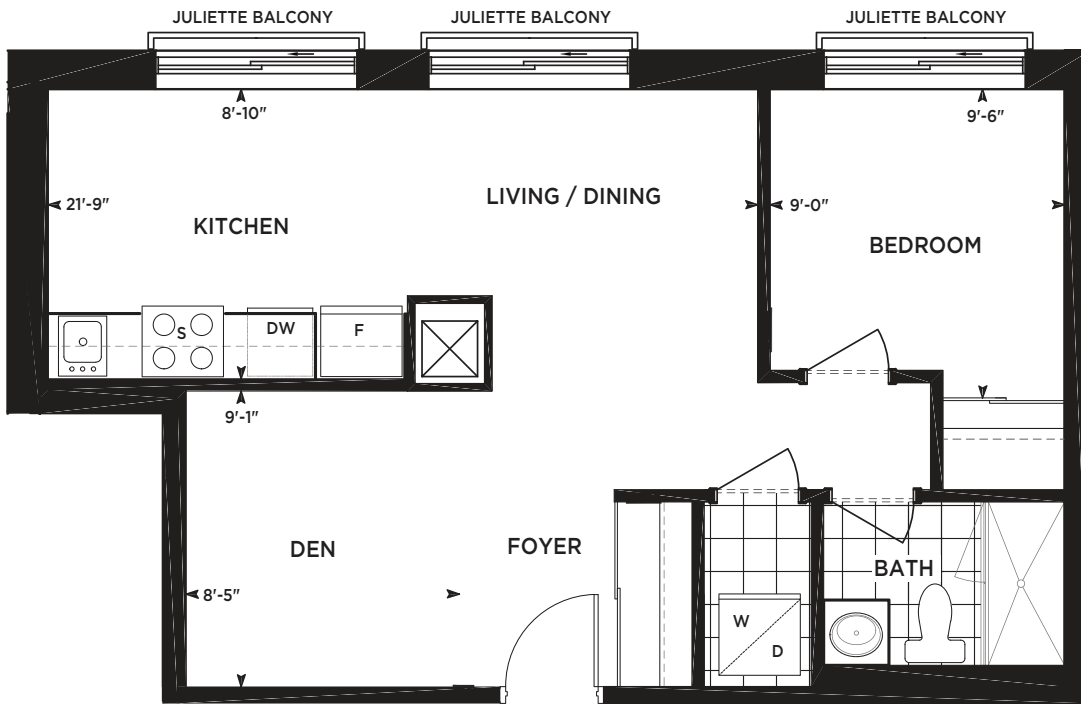 JULIETTE BALCONY
JULIETTE BALCONY
JULIETTE BALCONY
8'-10"
9'-6"
21'-9"
LIVING / DINING
9'-0"
KITCHEN
BEDROOM
S
DW
F
9'-1"
DEN
FOYER
BATH
8'-5"
W
D